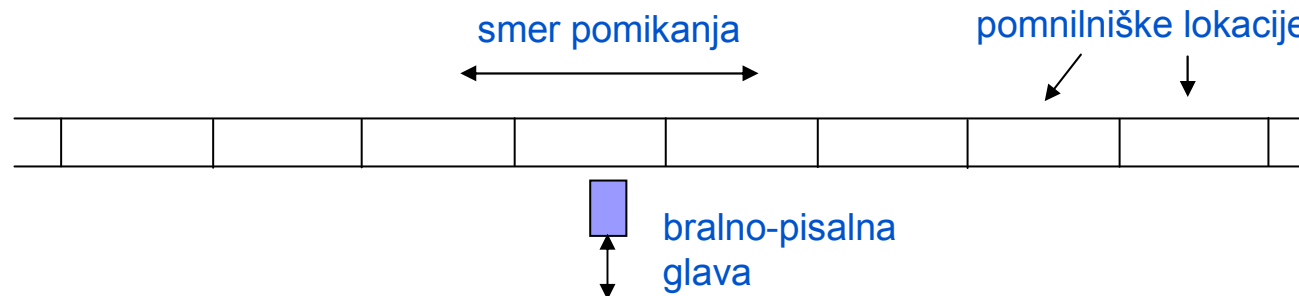 smer pomikanja
pomnilniške lokacije
bralno-pisalna
glava